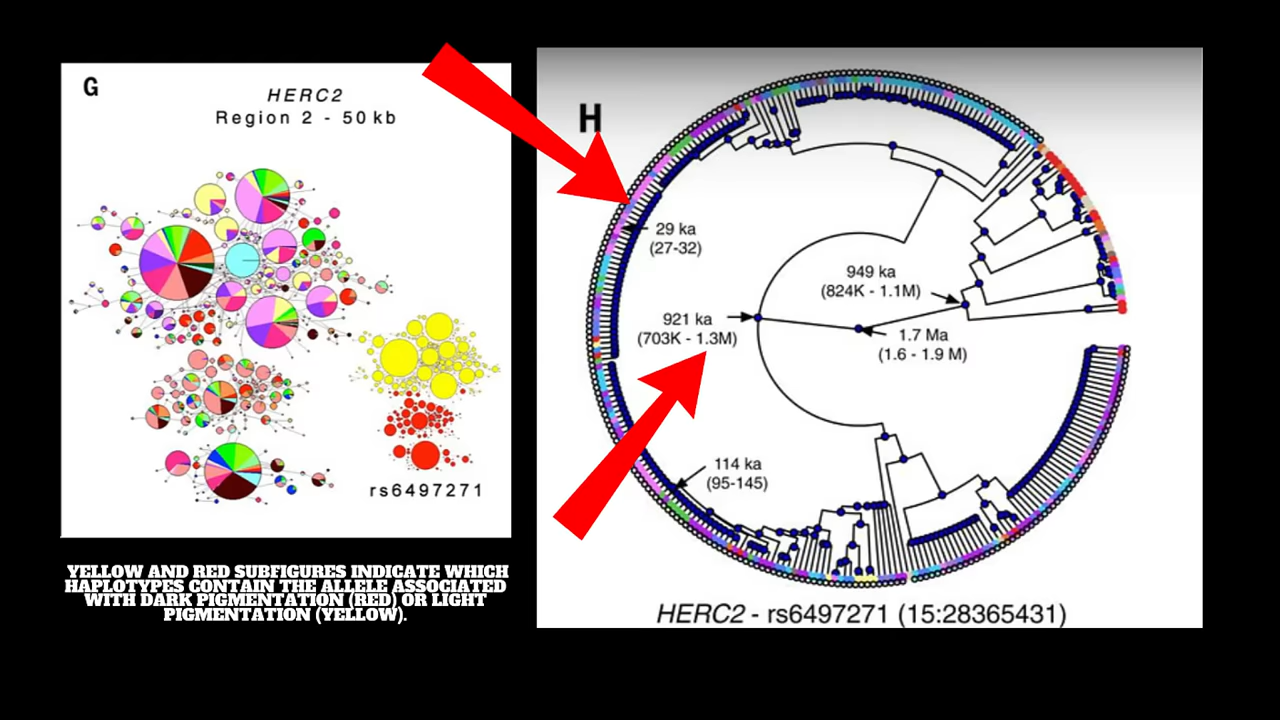 G
HERC2
Region 2 - 50 kb
rs6497271
YELLOW AND RED SUBFIGURES INDICATE WHICH
HAPLOTYPES CONTAIN THE ALLELE ASSOCIATED
WITH DARK PIGMENTATION (RED) OR LIGHT
PIGMENTATION (YELLOW).
H
29 ka
(27-32)
949 ka
(824K - 1.1M)
921 ka
(703K - 1.3M)
1.7 Ma
(1.6 - 1.9 M)
114 ka
(95-145)
HERC2 - rs6497271 (15:28365431)